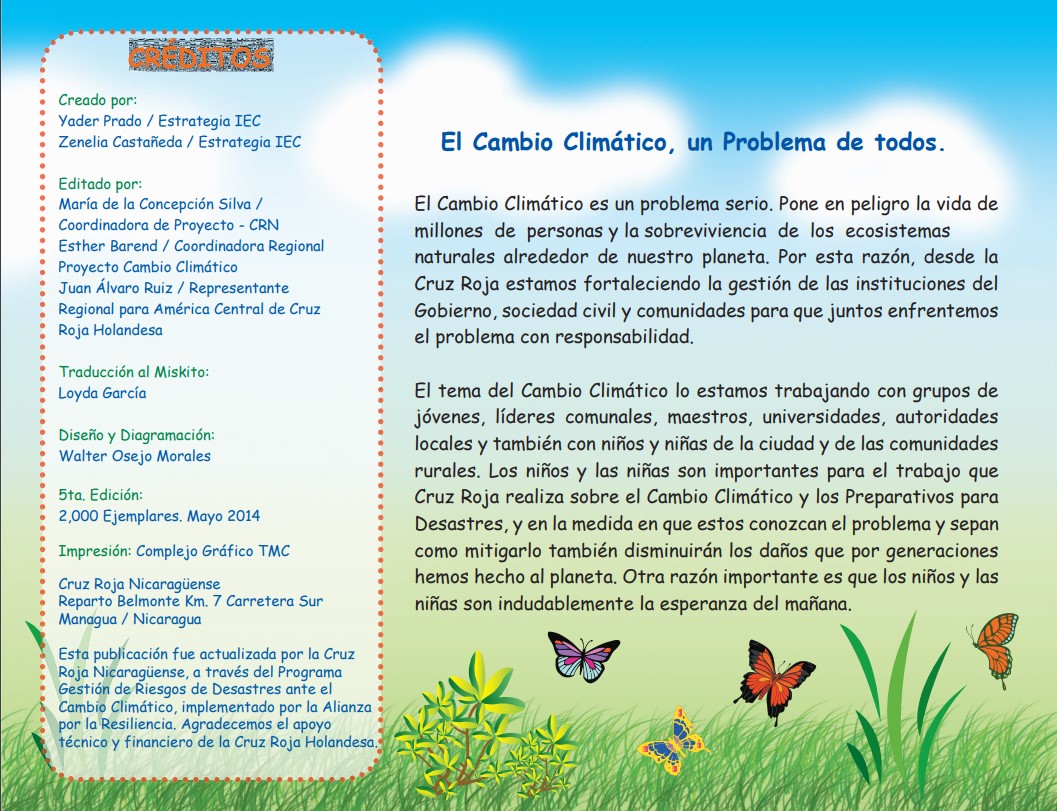 CRÉDITOS
Creado por:
Yader Prado / Estrategia IEC
Zenelia Castañeda / Estrategia IEC
Editado por:
María de la Concepción Silva /
Coordinadora de Proyecto - CRN
Esther Barend / Coordinadora Regional
Proyecto Cambio Climático
Juan Álvaro Ruiz / Representante
Regional para América Central de Cruz
Roja Holandesa
Traducción al Miskito:
Loyda García
Diseño y Diagramación:
Walter Osejo Morales
5ta. Edición:
2,000 Ejemplares. Mayo 2014
Impresión: Complejo Gráfico TMC
Cruz Roja Nicaragüense
Reparto Belmonte Km. 7 Carretera Sur
Managua / Nicaragua
Esta publicación fue actualizada por la Cruz
Roja Nicaragüense, a través del Programa
Gestión de Riesgos de Desastres ante el
Cambio Climático, implementado por la Alianza
por la Resiliencia. Agradecemos el apoyo
técnico y financiero de la Cruz Roja Holandesa.
El Cambio Climático, un Problema de todos.
El Cambio Climático es un problema serio. Pone en peligro la vida de
millones de personas y la sobreviviencia de los ecosistemas
naturales alrededor de nuestro planeta. Por esta razón, desde la
Cruz Roja estamos fortaleciendo la gestión de las instituciones del
Gobierno, sociedad civil y comunidades para que juntos enfrentemos
el problema con responsabilidad.
El tema del Cambio Climático lo estamos trabajando con grupos de
jóvenes, líderes comunales, maestros, universidades, autoridades
locales y también con niños y niñas de la ciudad y de las comunidades
rurales. Los niños y las niñas son importantes para el trabajo que
Cruz Roja realiza sobre el Cambio Climático y los Preparativos para
Desastres, y en la medida en que estos conozcan el problema y sepan
como mitigarlo también disminuirán los daños que por generaciones
hemos hecho al planeta. Otra razón importante es que los niños y las
niñas son indudablemente la esperanza del mañana.